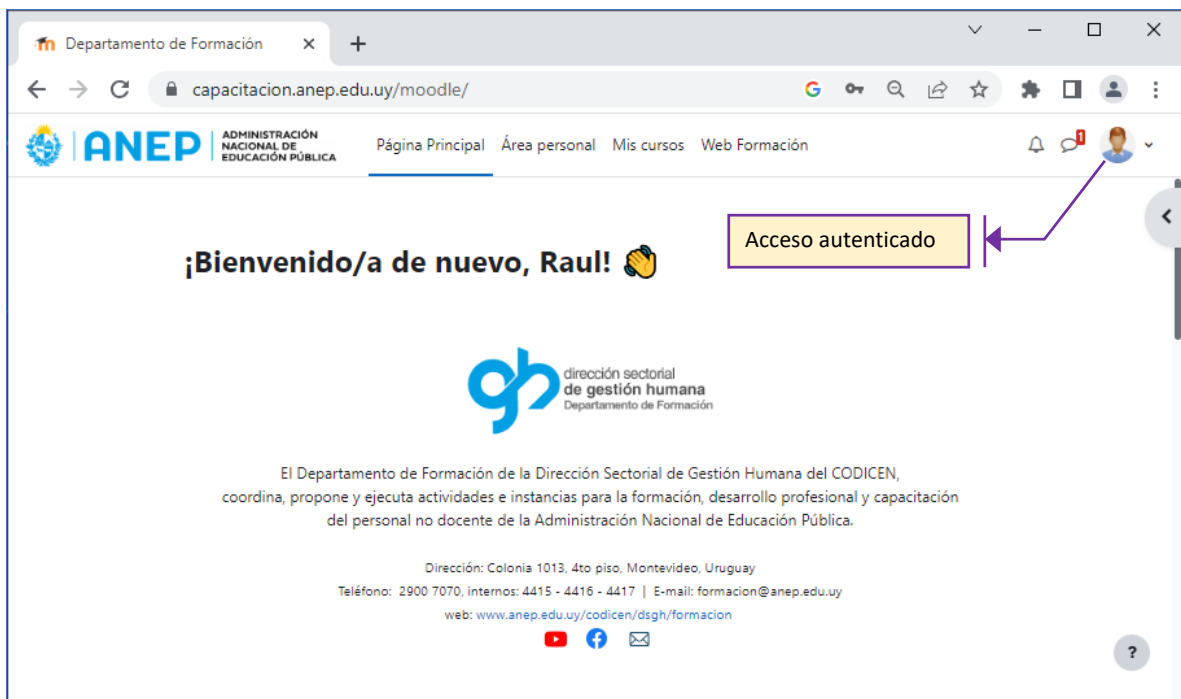 Departamento de Formación
capacitacion.anep.edu.uy/moodle/
ANEP
ADMINISTRACIÓN
NACIONAL DE
EDUCACIÓN PÚBLICA
Página Principal Área personal Mis cursos Web Formación
1
Acceso autenticado
¡Bienvenido/a de nuevo, Raul! 👏
gh
dirección sectorial
de gestión humana
Departamento de Formación
El Departamento de Formación de la Dirección Sectorial de Gestión Humana del CODICEN,
coordina, propone y ejecuta actividades e instancias para la formación, desarrollo profesional y capacitación
del personal no docente de la Administración Nacional de Educación Pública.
Dirección: Colonia 1013, 4to piso, Montevideo, Uruguay
Teléfono: 2900 7070, internos: 4415 - 4416 - 4417 | E-mail: formacion@anep.edu.uy
web: www.anep.edu.uy/codicen/dsgh/formacion
?